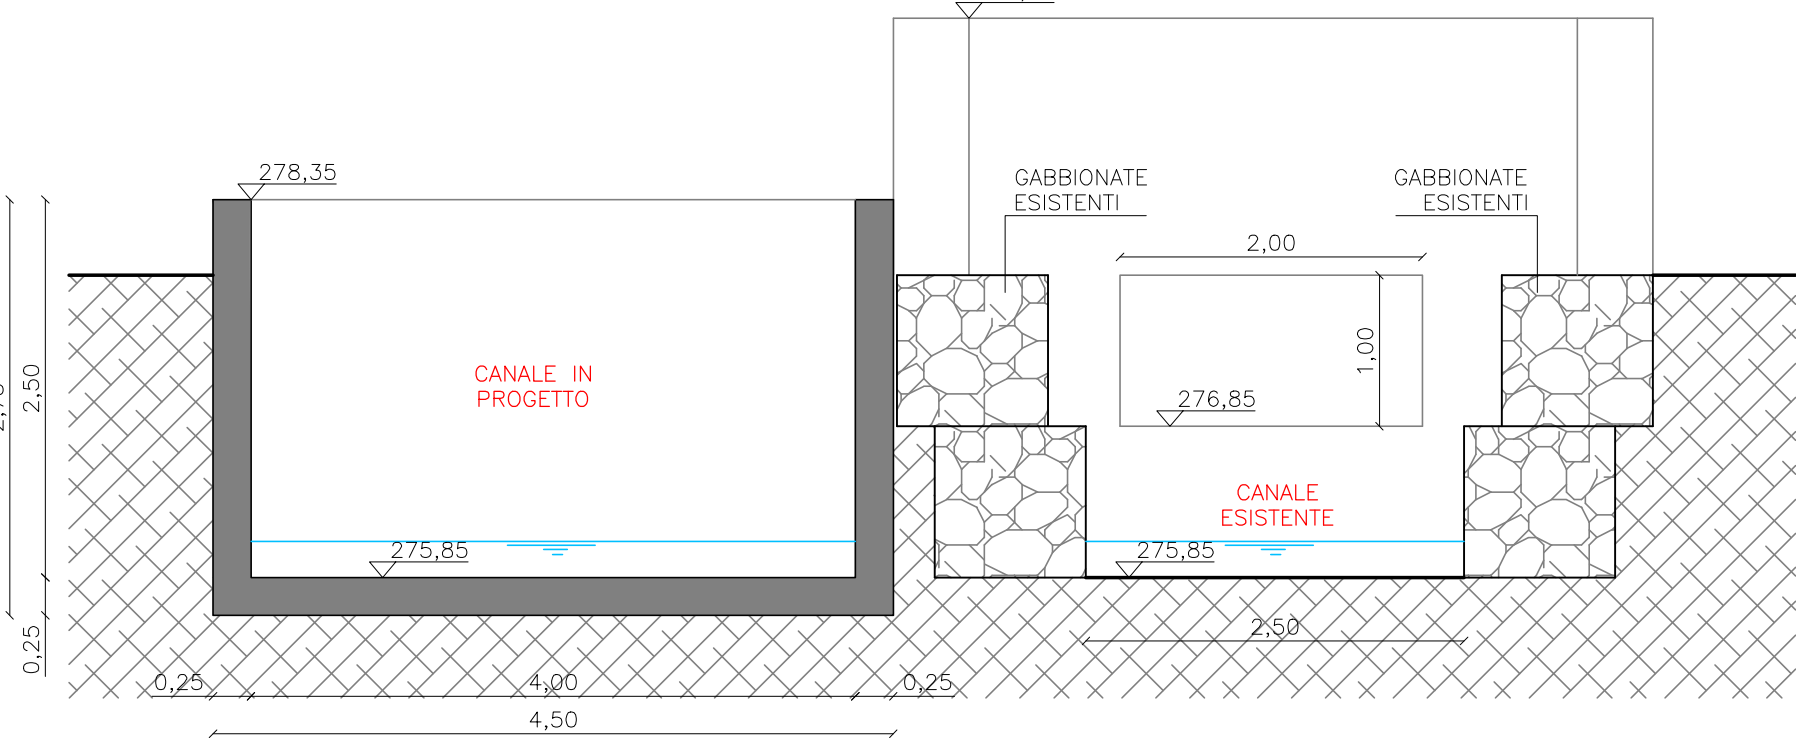 278,35
GABBIONATE
ESISTENTI
GABBIONATE
ESISTENTI
2,00
2,50
1,00
CANALE IN
PROGETTO
276,85
CANALE
ESISTENTE
275,85
275,85
0,25
2,50
0,25
4,00
0,25
4,50